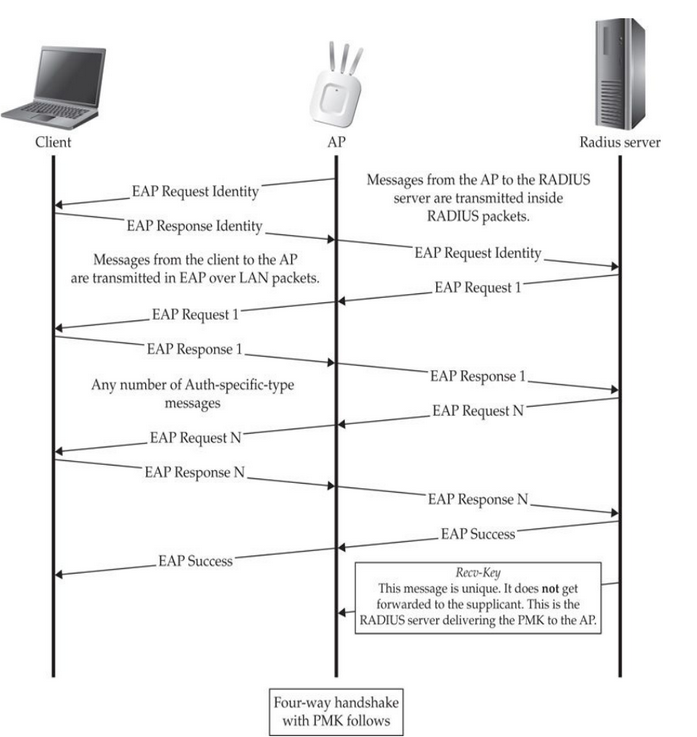 Client
AP
Radius server
EAP Request Identity
Messages from the AP to the RADIUS
server are transmitted inside
RADIUS packets.
EAP Response Identity
EAP Request Identity
Messages from the client to the AP
are transmitted in EAP over LAN packets.
EAP Request 1
EAP Request 1
EAP Response 1
EAP Response 1
Any number of Auth-specific-type
messages
EAP Request N
EAP Request N
EAP Response N
EAP Response N
EAP Success
EAP Success
Recv-Key
This message is unique. It does not get
forwarded to the supplicant. This is the
RADIUS server delivering the PMK to the AP.
Four-way handshake
with PMK follows